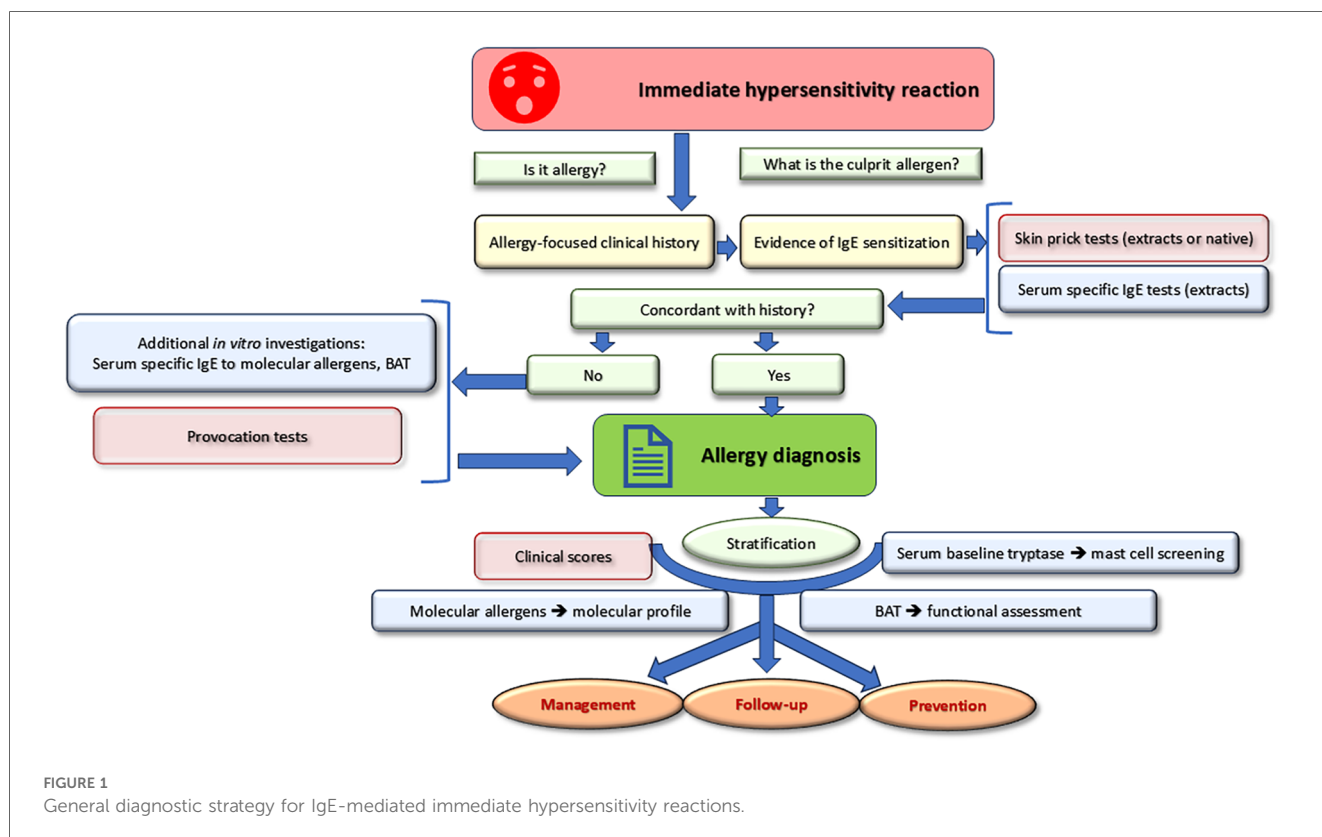 Immediate hypersensitivity reaction
Is it allergy?
What is the culprit allergen?
Allergy-focused clinical history
Evidence of IgE sensitization
Skin prick tests (extracts or native)
Serum specific IgE tests (extracts)
Concordant with history?
No
Yes
Additional in vitro investigations:
Serum specific IgE to molecular allergens, BAT
Provocation tests
Allergy diagnosis
Stratification
Clinical scores
Serum baseline tryptase ➔ mast cell screening
Molecular allergens ➔ molecular profile
BAT ➔ functional assessment
Management
Follow-up
Prevention
FIGURE 1
General diagnostic strategy for IgE-mediated immediate hypersensitivity reactions.